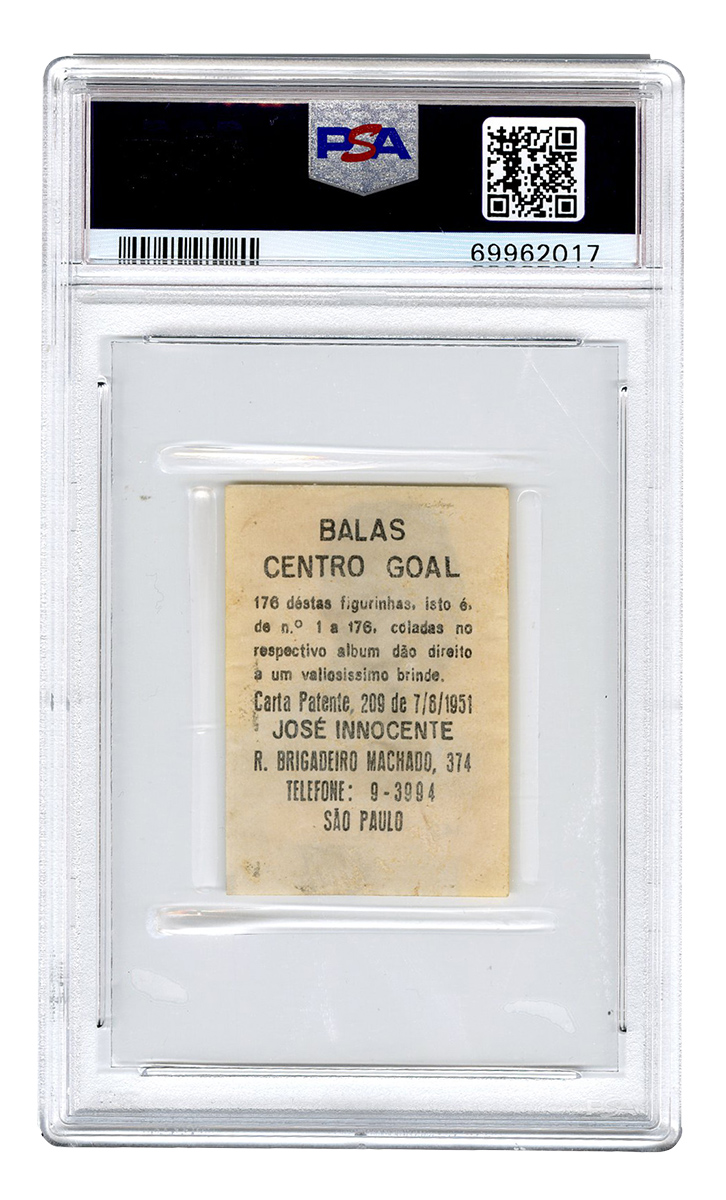 PSA
69962017
BALAS
CENTRO GOAL
176 déstas figurinhas, isto é,
de n.º 1 a 176, coladas no
respectivo album dão direito
a um valiosissimo brinde.
Carta Patente, 209 de 7/8/1951
JOSÉ INNOCENTE
R. BRIGADEIRO MACHADO, 374
TELEFONE: 9-3994
SÃO PAULO